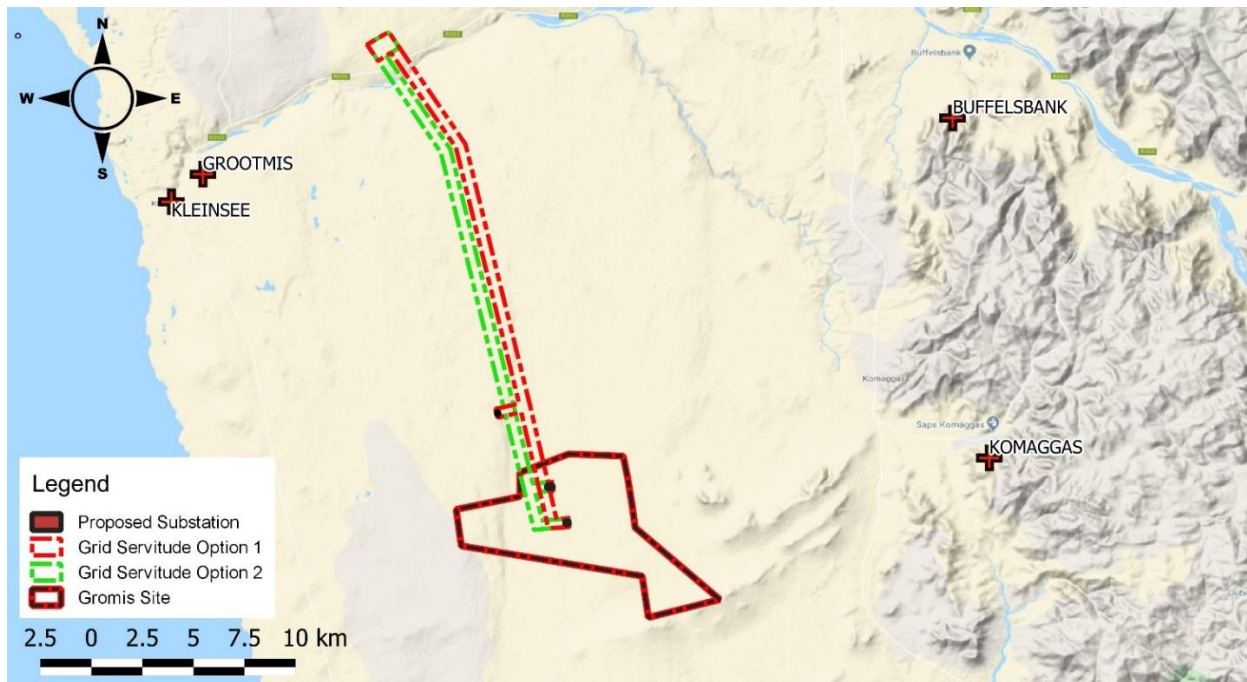 N
W
E
S
Buffelsbank
BUFFELSBANK
GROOTMIS
KLEINSEE
R355
Komaggas
Saps Komaggas
KOMAGGAS
Legend
Proposed Substation
Grid Servitude Option 1
Grid Servitude Option 2
Gromis Site
2.5 0 2.5 5 7.5 10 km